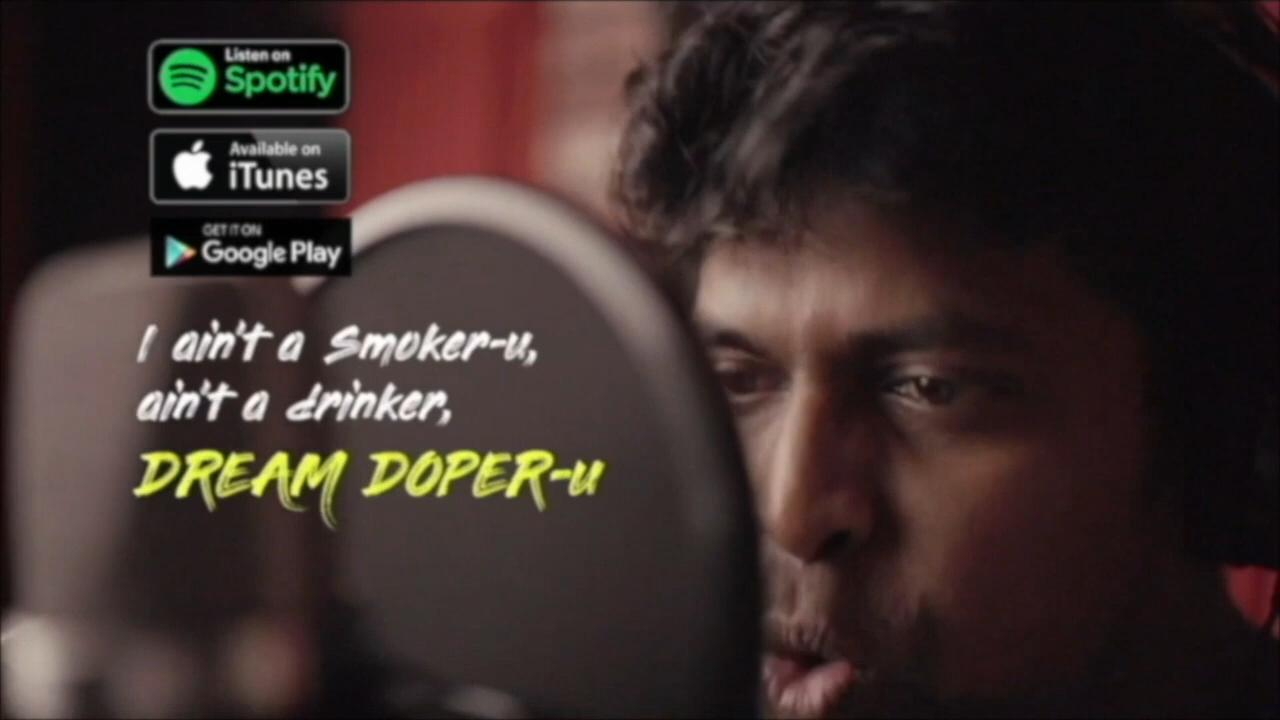 Listen on
Spotify
Available on
iTunes
GET IT ON
Google Play
I ain't a Smoker-u,
ain't a drinker,
DREAM DOPER-u